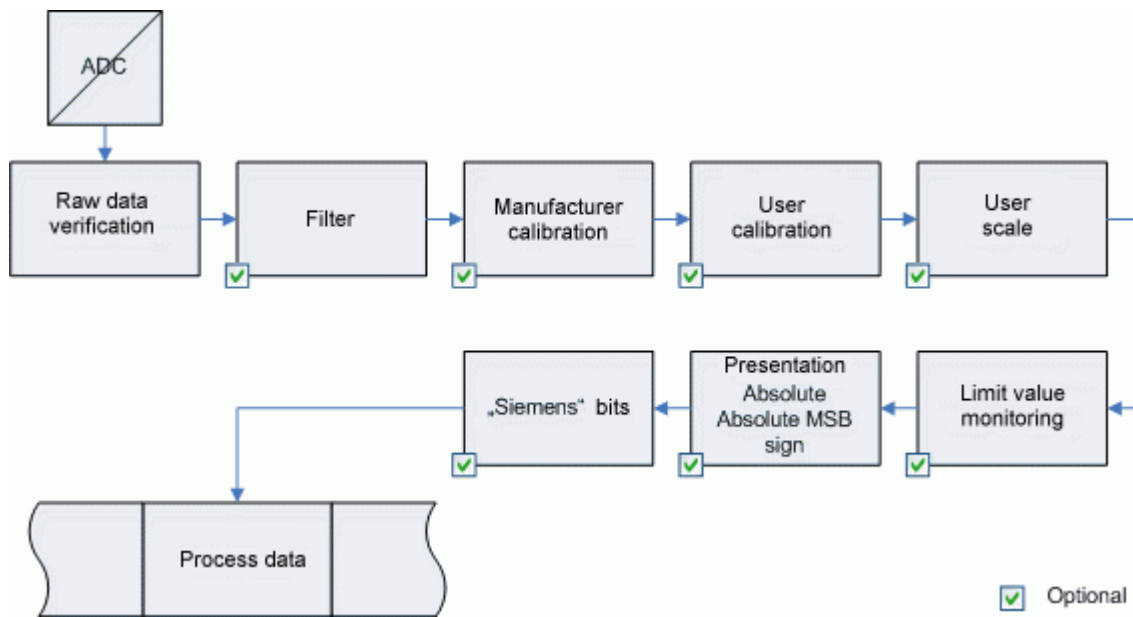 ADC
Raw data
verification
Filter
Manufacturer
calibration
User
calibration
User
scale
Limit value
monitoring
Presentation
Absolute
Absolute MSB
sign
„Siemens“ bits
Process data
Optional